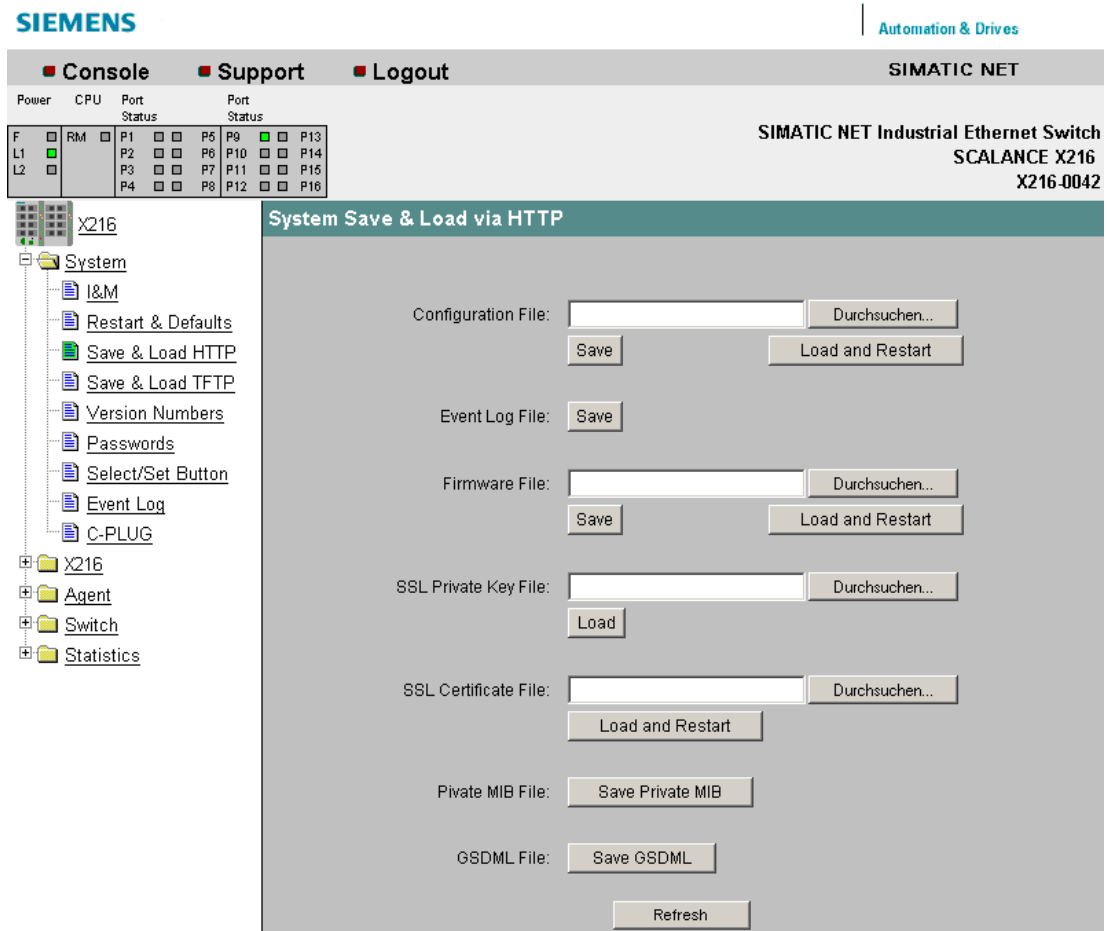 SIEMENS
Automation & Drives
Console Support Logout SIMATIC NET
Power CPU Port Status Port Status
F RM P1 P5 P9 P13
L1 P2 P6 P10 P14
L2 P3 P7 P11 P15
P4 P8 P12 P16
SIMATIC NET Industrial Ethernet Switch
SCALANCE X216
X216-0042
X216
System
I&M
Restart & Defaults
Save & Load HTTP
Save & Load TFTP
Version Numbers
Passwords
Select/Set Button
Event Log
C-PLUG
X216
Agent
Switch
Statistics
System Save & Load via HTTP
Configuration File: Durchsuchen...
Save Load and Restart
Event Log File: Save
Firmware File: Durchsuchen...
Save Load and Restart
SSL Private Key File: Durchsuchen...
Load
SSL Certificate File: Durchsuchen...
Load and Restart
Pivate MIB File: Save Private MIB
GSDML File: Save GSDML
Refresh